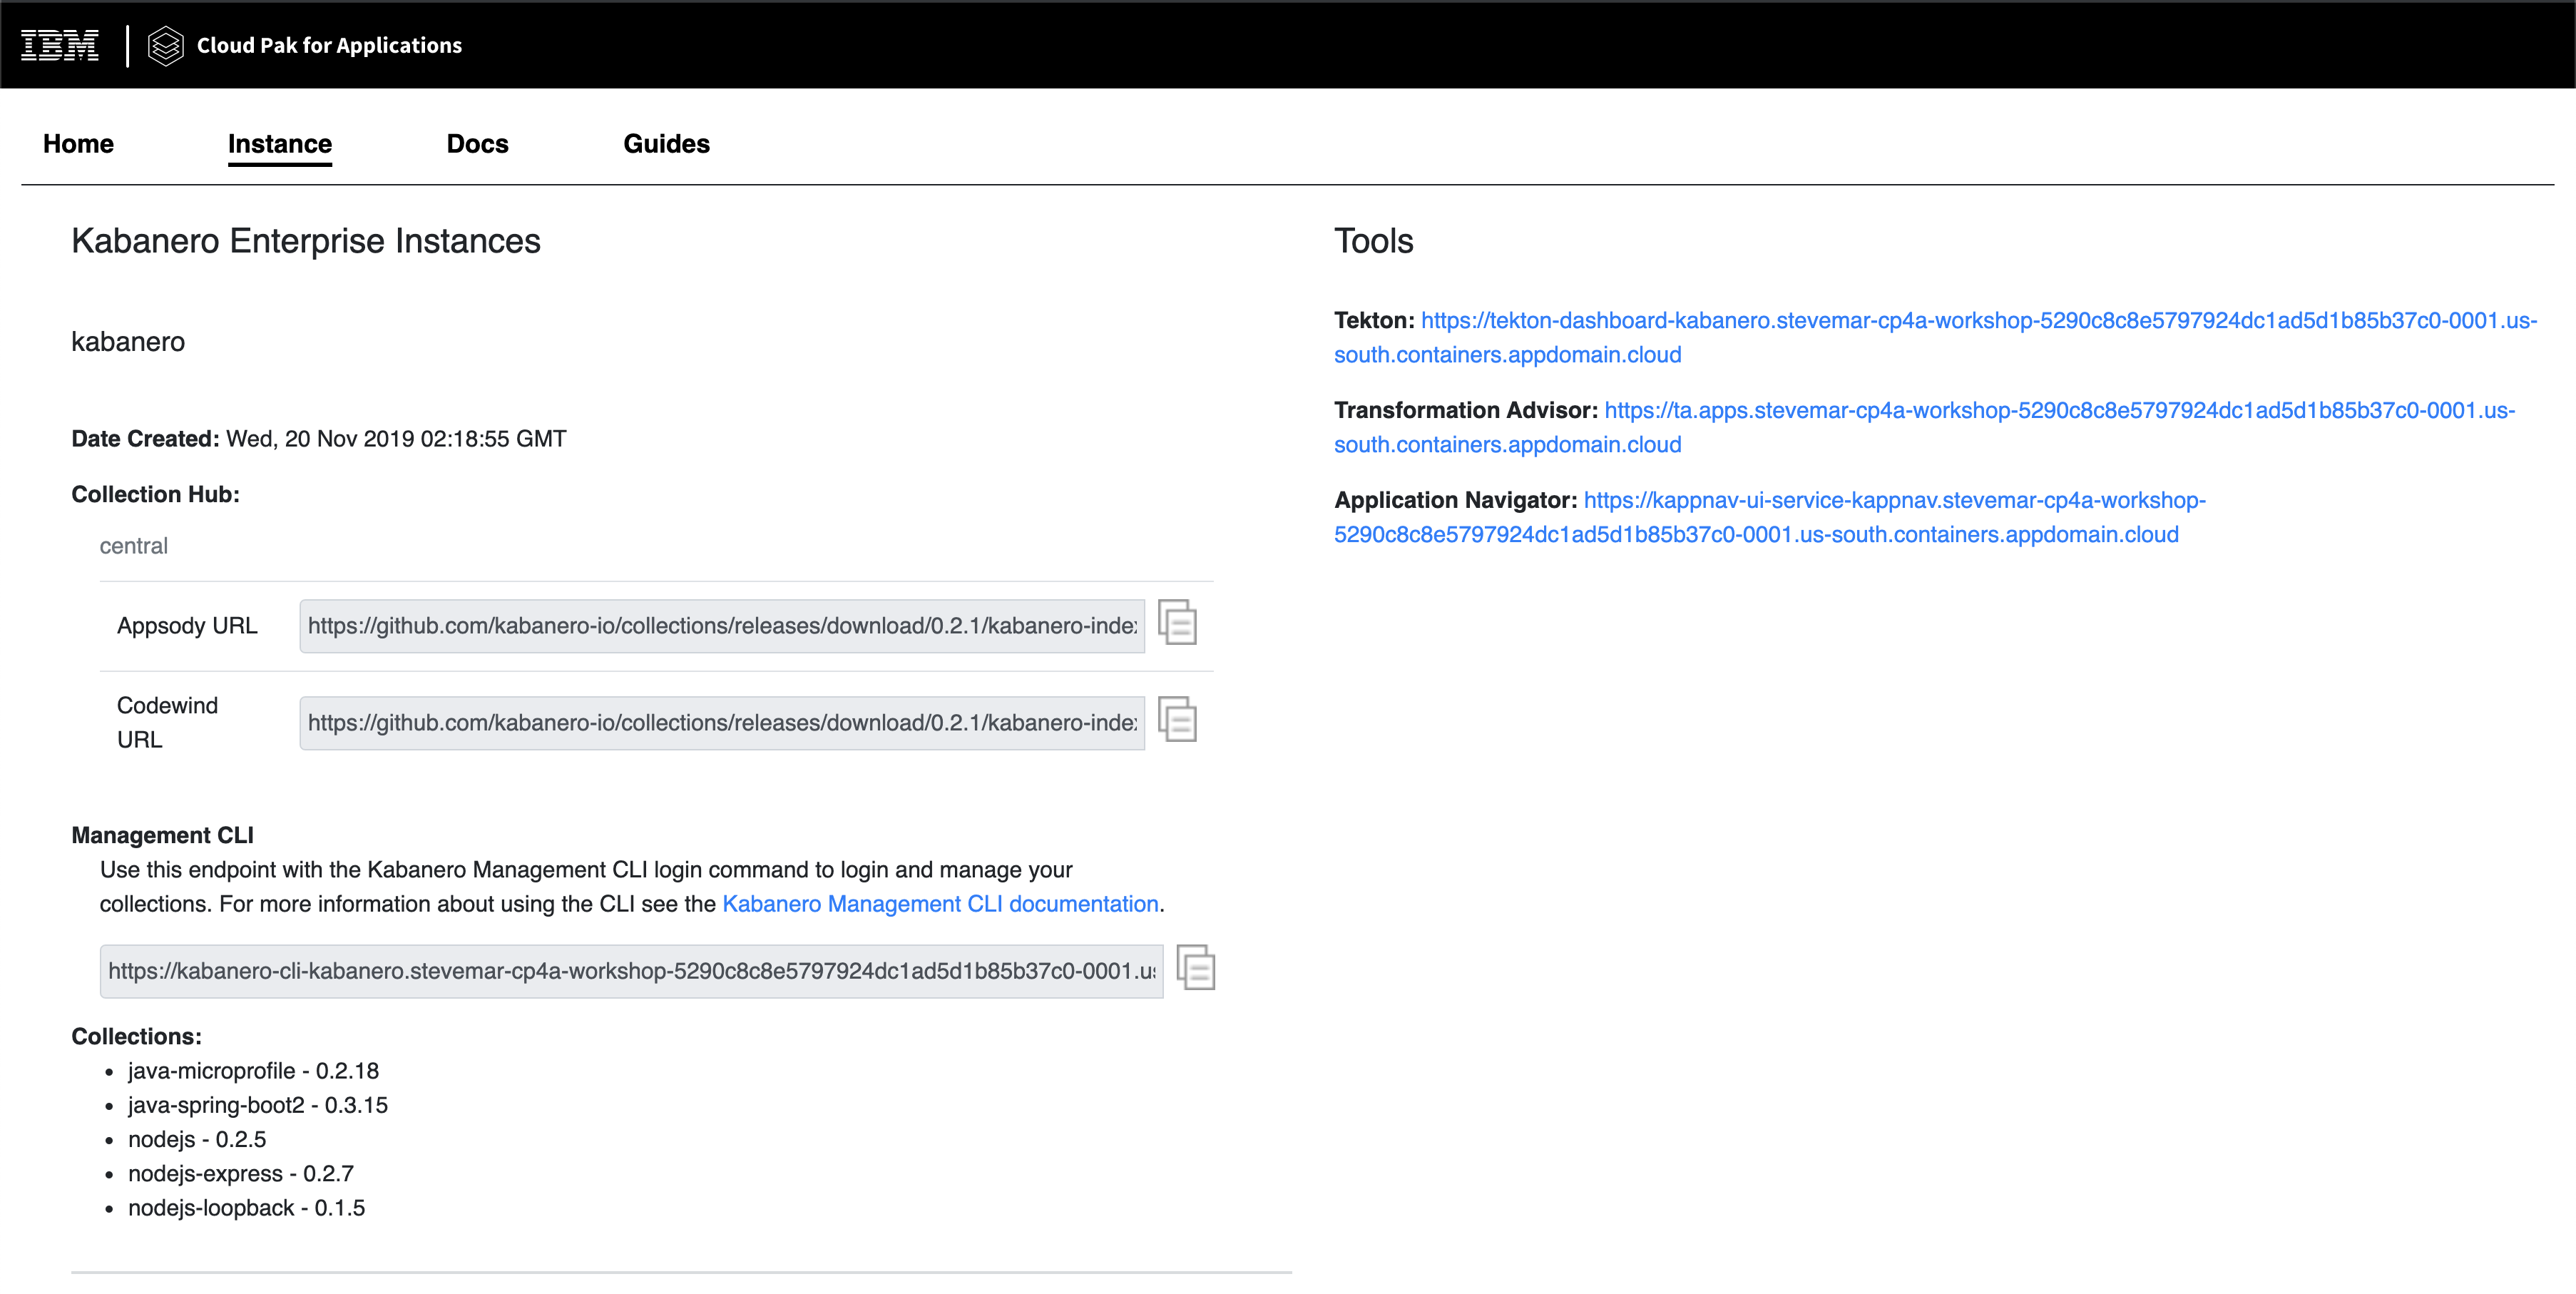 IBM Cloud Pak for Applications
Home Instance Docs Guides
Kabanero Enterprise Instances
kabanero
Date Created: Wed, 20 Nov 2019 02:18:55 GMT
Collection Hub:
central
Appsody URL https://github.com/kabanero-io/collections/releases/download/0.2.1/kabanero-index
Codewind
URL
https://github.com/kabanero-io/collections/releases/download/0.2.1/kabanero-index
Management CLI
Use this endpoint with the Kabanero Management CLI login command to login and manage your
collections. For more information about using the CLI see the Kabanero Management CLI documentation.
https://kabanero-cli-kabanero.stevemar-cp4a-workshop-5290c8c8e5797924dc1ad5d1b85b37c0-0001.us
Collections:
• java-microprofile - 0.2.18
• java-spring-boot2 - 0.3.15
• nodejs - 0.2.5
• nodejs-express - 0.2.7
• nodejs-loopback - 0.1.5
Tools
Tekton: https://tekton-dashboard-kabanero.stevemar-cp4a-workshop-5290c8c8e5797924dc1ad5d1b85b37c0-0001.us-
south.containers.appdomain.cloud
Transformation Advisor: https://ta.apps.stevemar-cp4a-workshop-5290c8c8e5797924dc1ad5d1b85b37c0-0001.us-
south.containers.appdomain.cloud
Application Navigator: https://kappnav-ui-service-kappnav.stevemar-cp4a-workshop-
5290c8c8e5797924dc1ad5d1b85b37c0-0001.us-south.containers.appdomain.cloud